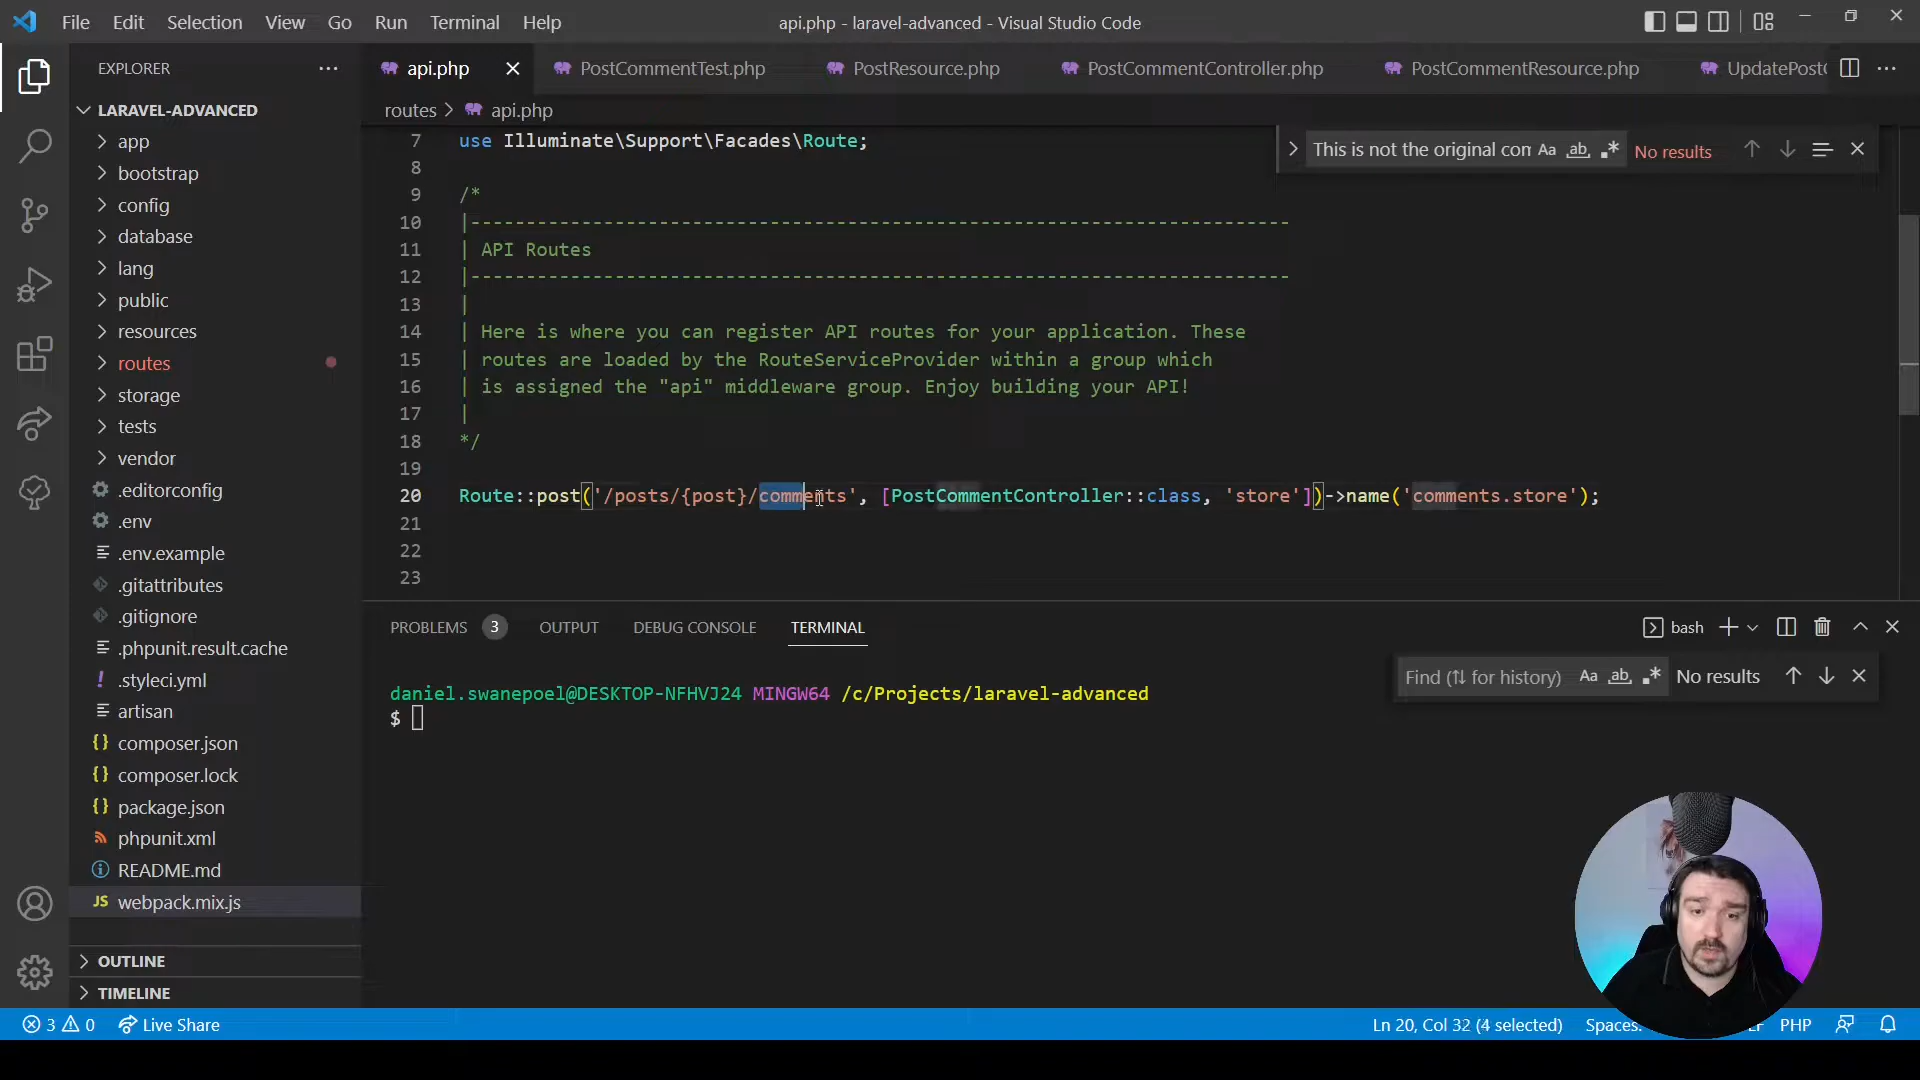 File Edit Selection View Go Run Terminal Help
api.php - laravel-advanced - Visual Studio Code
EXPLORER
LARAVEL-ADVANCED
app
bootstrap
config
database
lang
public
resources
routes
storage
tests
vendor
.editorconfig
.env
.env.example
.gitattributes
.gitignore
.phpunit.result.cache
.styleci.yml
artisan
composer.json
composer.lock
package.json
phpunit.xml
README.md
JS webpack.mix.js
OUTLINE
TIMELINE
api.php PostCommentTest.php PostResource.php PostCommentController.php PostCommentResource.php UpdatePost
routes > api.php
This is not the original com Aa ab .* No results
7 use Illuminate\Support\Facades\Route;
8
9 /*
10 |--------------------------------------------------------------------------
11 | API Routes
12 |--------------------------------------------------------------------------
13 |
14 | Here is where you can register API routes for your application. These
15 | routes are loaded by the RouteServiceProvider within a group which
16 | is assigned the "api" middleware group. Enjoy building your API!
17 |
18 */
19
20 Route::post('/posts/{post}/comments', [PostCommentController::class, 'store'])->name('comments.store');
21
22
23
PROBLEMS 3 OUTPUT DEBUG CONSOLE TERMINAL
bash
Find (⇅ for history) Aa ab .* No results
daniel.swanepoel@DESKTOP-NFHVJ24 MINGW64 /c/Projects/laravel-advanced
$
3 0 Live Share
Ln 20, Col 32 (4 selected) Spaces: PHP